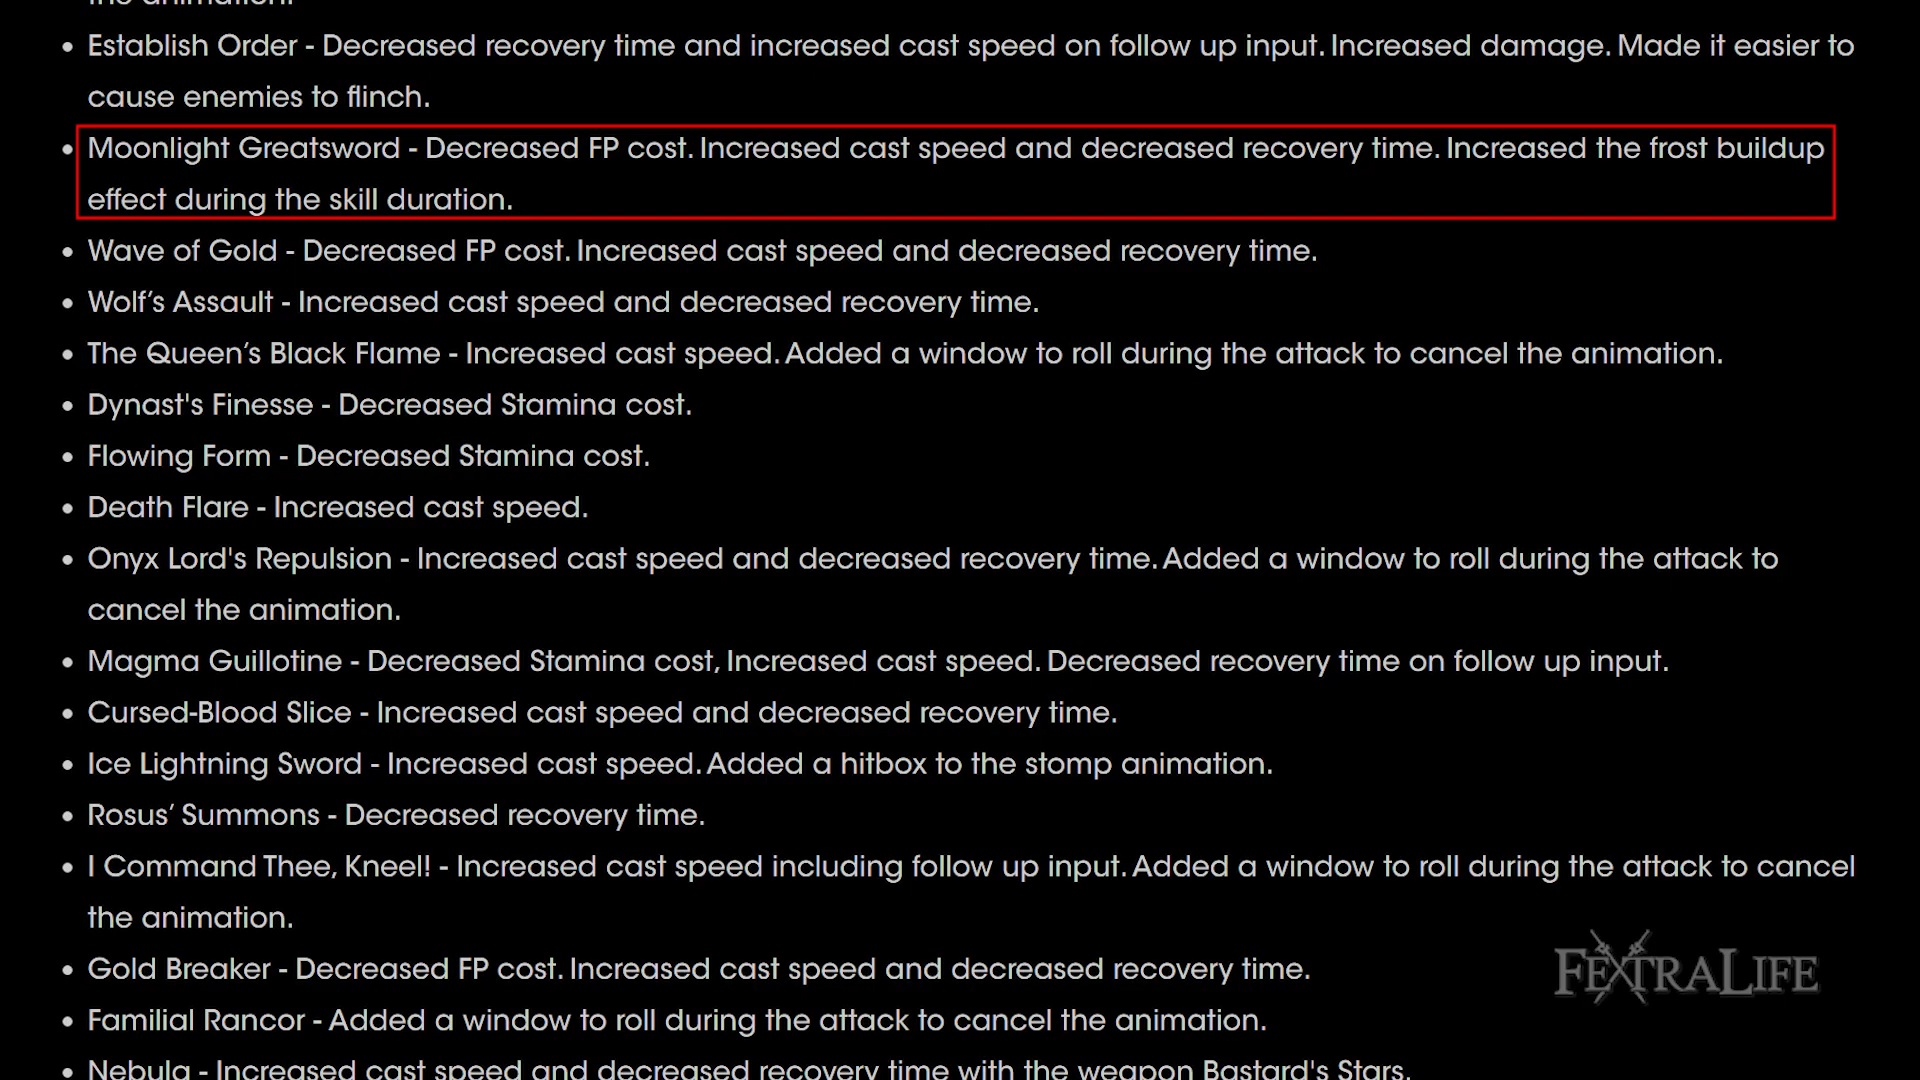 the animation.
Establish Order - Decreased recovery time and increased cast speed on follow up input. Increased damage. Made it easier to
cause enemies to flinch.
Moonlight Greatsword - Decreased FP cost. Increased cast speed and decreased recovery time. Increased the frost buildup
effect during the skill duration.
Wave of Gold - Decreased FP cost. Increased cast speed and decreased recovery time.
Wolf’s Assault - Increased cast speed and decreased recovery time.
The Queen’s Black Flame - Increased cast speed. Added a window to roll during the attack to cancel the animation.
Dynast's Finesse - Decreased Stamina cost.
Flowing Form - Decreased Stamina cost.
Death Flare - Increased cast speed.
Onyx Lord's Repulsion - Increased cast speed and decreased recovery time. Added a window to roll during the attack to
cancel the animation.
Magma Guillotine - Decreased Stamina cost, Increased cast speed. Decreased recovery time on follow up input.
Cursed-Blood Slice - Increased cast speed and decreased recovery time.
Ice Lightning Sword - Increased cast speed. Added a hitbox to the stomp animation.
Rosus’ Summons - Decreased recovery time.
I Command Thee, Kneel! - Increased cast speed including follow up input. Added a window to roll during the attack to cancel
the animation.
Gold Breaker - Decreased FP cost. Increased cast speed and decreased recovery time.
Familial Rancor - Added a window to roll during the attack to cancel the animation.
Nebula - Increased cast speed and decreased recovery time with the weapon Bastard's Stars.
FEXTRALIFE